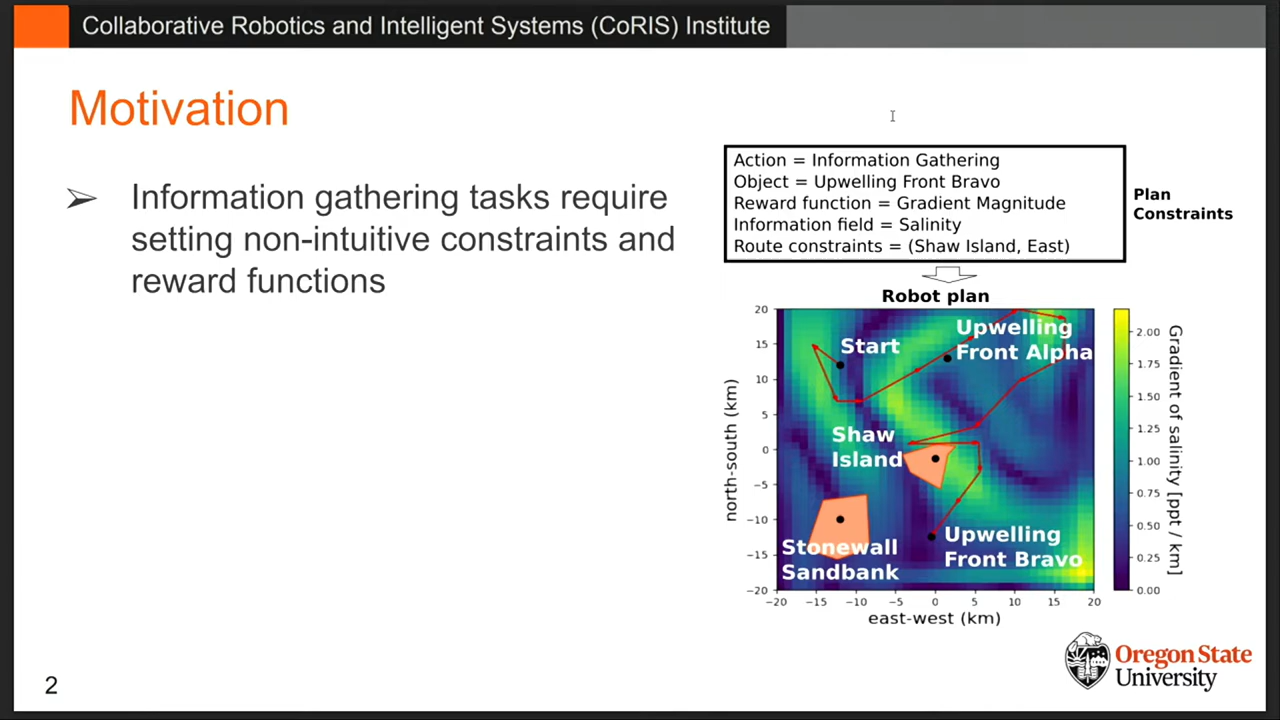 Collaborative Robotics and Intelligent Systems (CoRIS) Institute
Motivation
➢ Information gathering tasks require
setting non-intuitive constraints and
reward functions
Action = Information Gathering
Object = Upwelling Front Bravo
Reward function = Gradient Magnitude
Information field = Salinity
Route constraints = (Shaw Island, East)
Plan
Constraints
Robot plan
20
15
10
5
0
−5
−10
−15
−20
north-south (km)
Start
Upwelling
Front Alpha
Shaw
Island
Stonewall
Sandbank
Upwelling
Front Bravo
−20 −15 −10 −5 0 5 10 15 20
east-west (km)
2.00
1.75
1.50
1.25
1.00
0.75
0.50
0.25
0.00
Gradient of salinity [ppt / km]
2
Oregon State
University